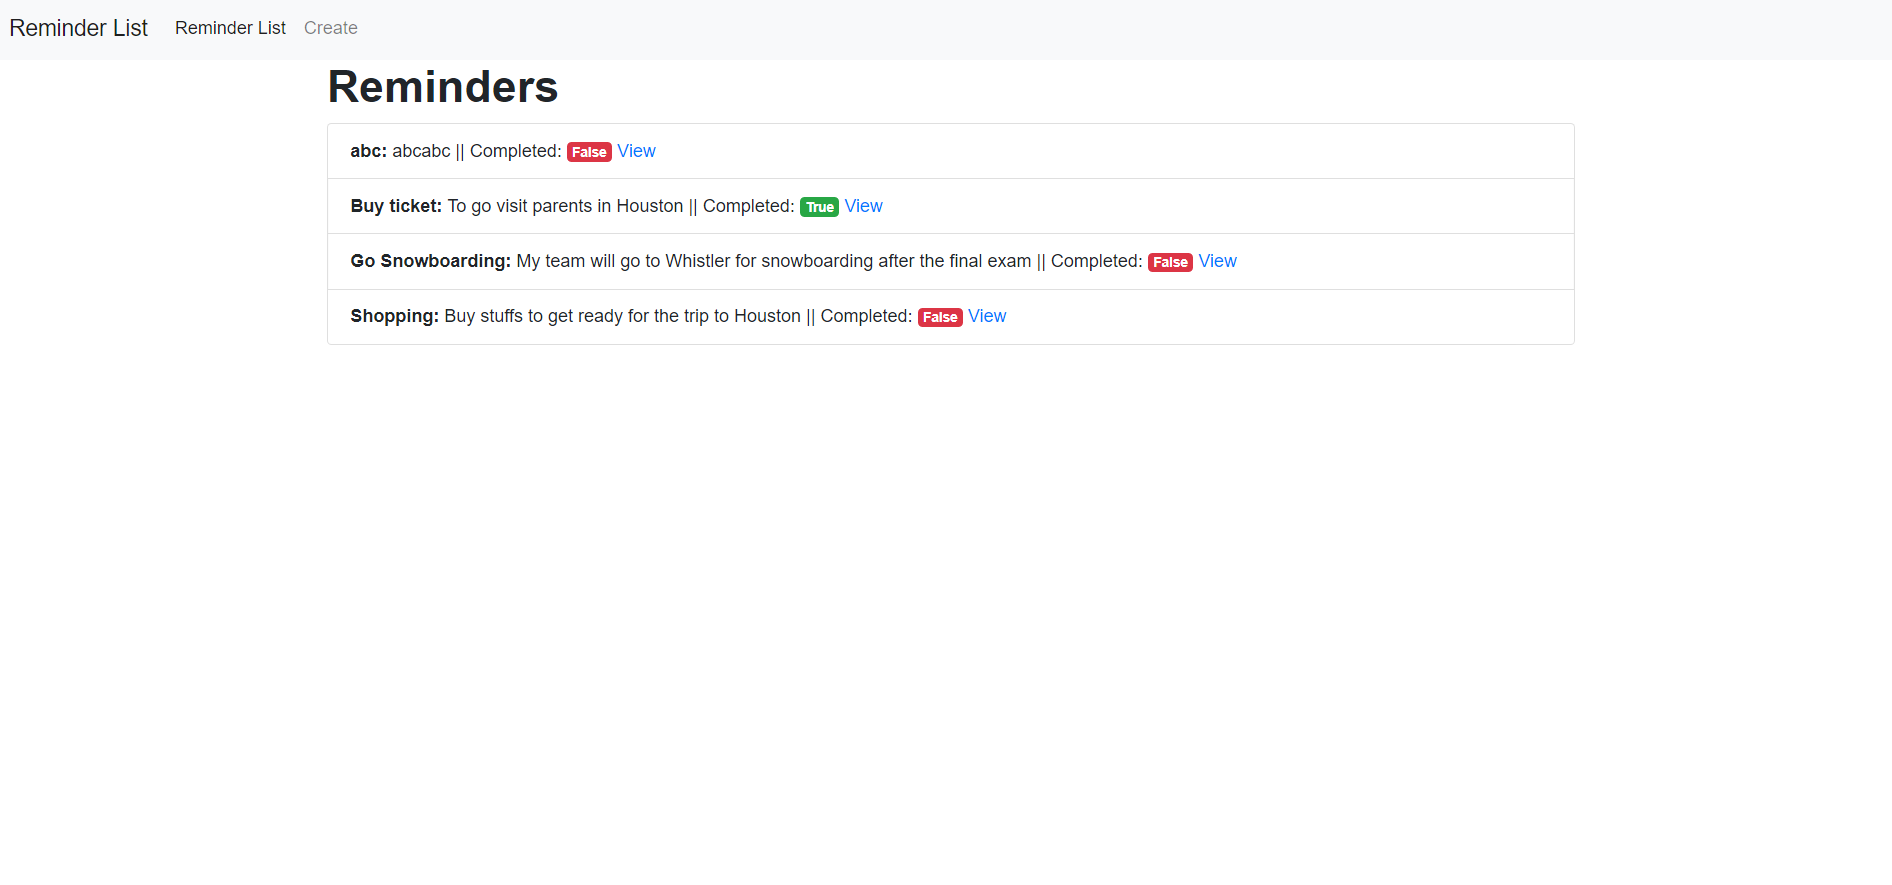 Reminder List Reminder List Create
Reminders
abc: abcabc || Completed: False View
Buy ticket: To go visit parents in Houston || Completed: True View
Go Snowboarding: My team will go to Whistler for snowboarding after the final exam || Completed: False View
Shopping: Buy stuffs to get ready for the trip to Houston || Completed: False View